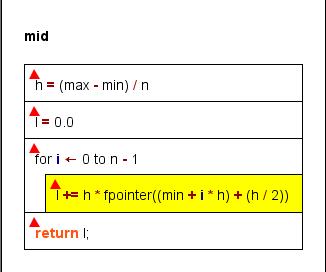 mid
h = (max - min) / n
l = 0.0
for i ← 0 to n - 1
l += h * fpointer((min + i * h) + (h / 2))
return l;